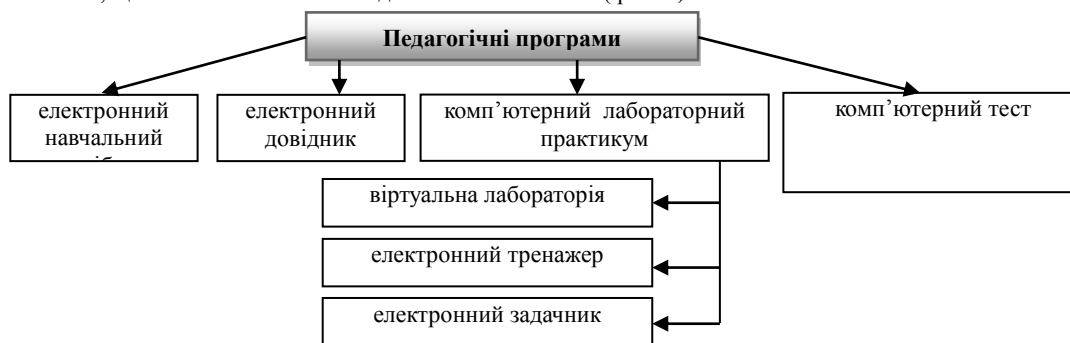 Педагогічні програми
електронний
навчальний
електронний
довідник
комп’ютерний лабораторний
практикум
комп’ютерний тест
віртуальна лабораторія
електронний тренажер
електронний задачник